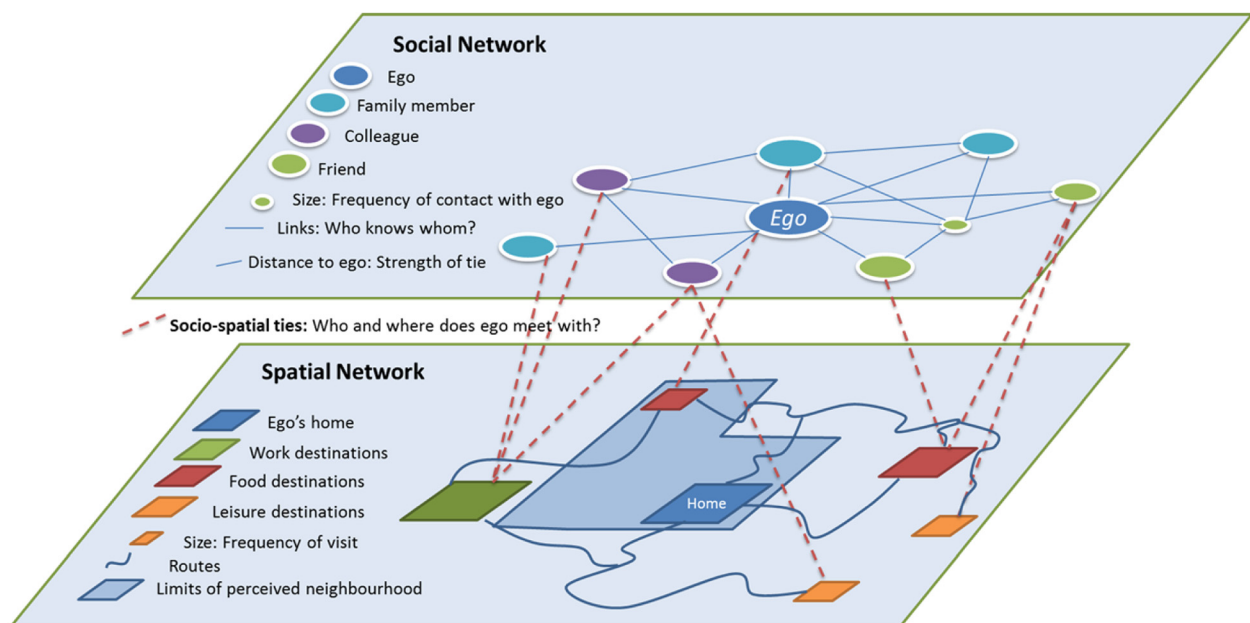 Social Network
Ego
Family member
Colleague
Friend
Size: Frequency of contact with ego
Links: Who knows whom?
Distance to ego: Strength of tie
Ego
Socio-spatial ties: Who and where does ego meet with?
Spatial Network
Ego's home
Work destinations
Food destinations
Leisure destinations
Size: Frequency of visit
Routes
Limits of perceived neighbourhood
Home